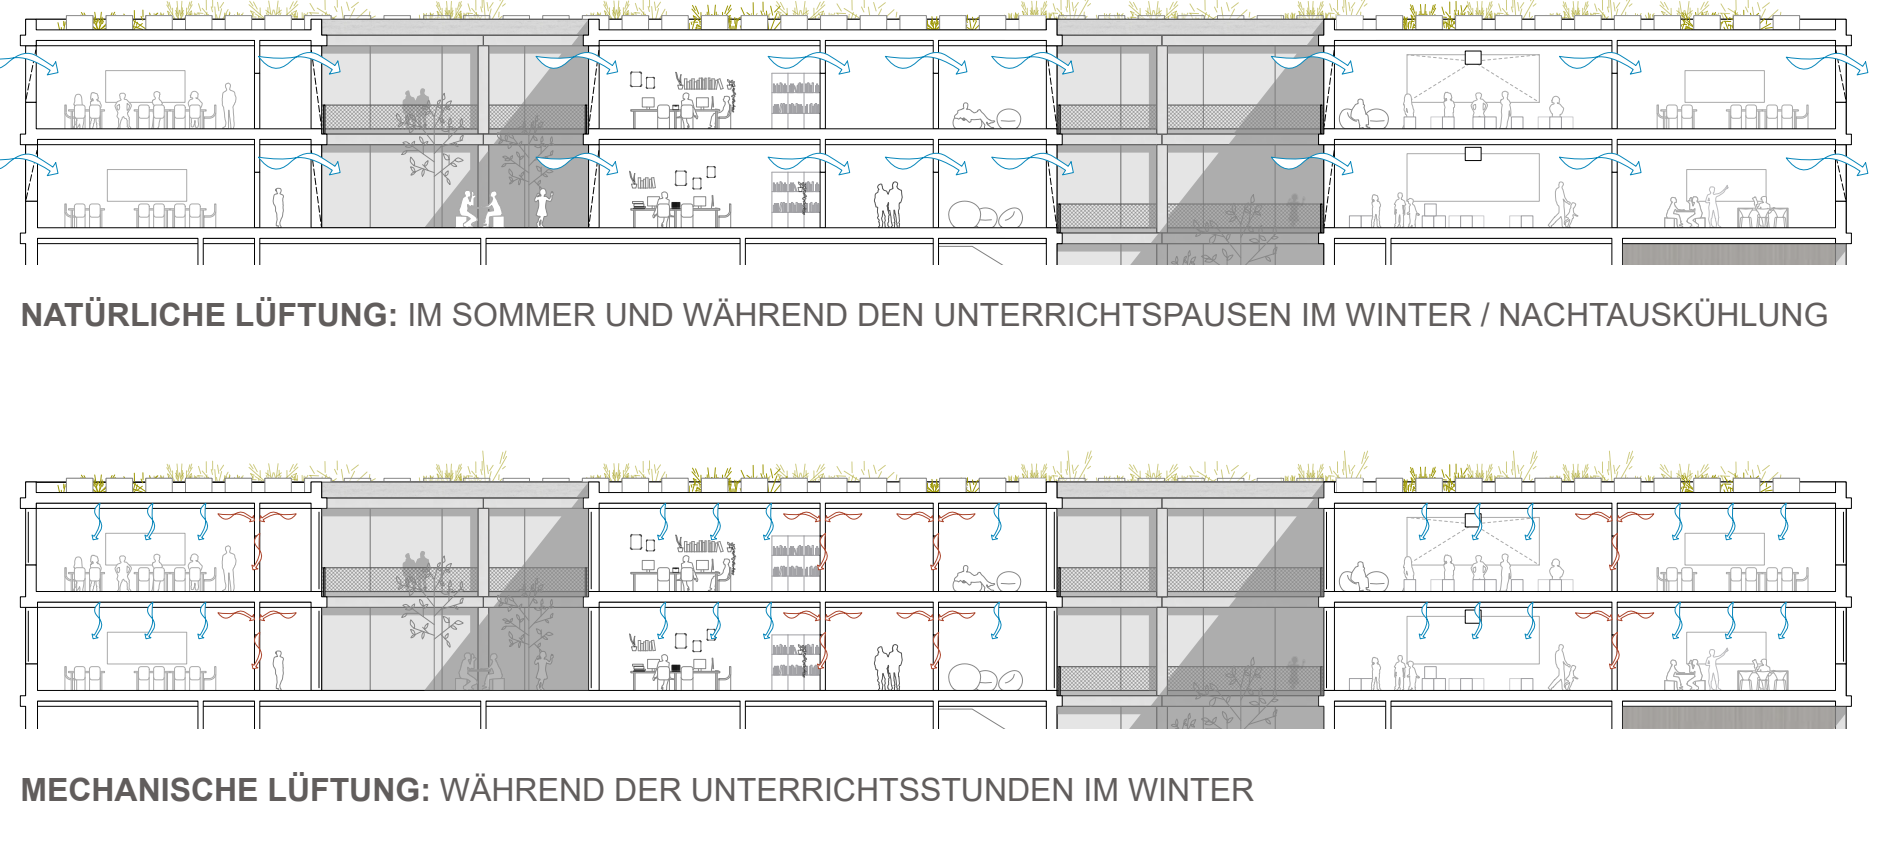 NATÜRLICHE LÜFTUNG: IM SOMMER UND WÄHREND DEN UNTERRICHTSPAUSEN IM WINTER / NACHTAUSKÜHLUNG
MECHANISCHE LÜFTUNG: WÄHREND DER UNTERRICHTSSTUNDEN IM WINTER